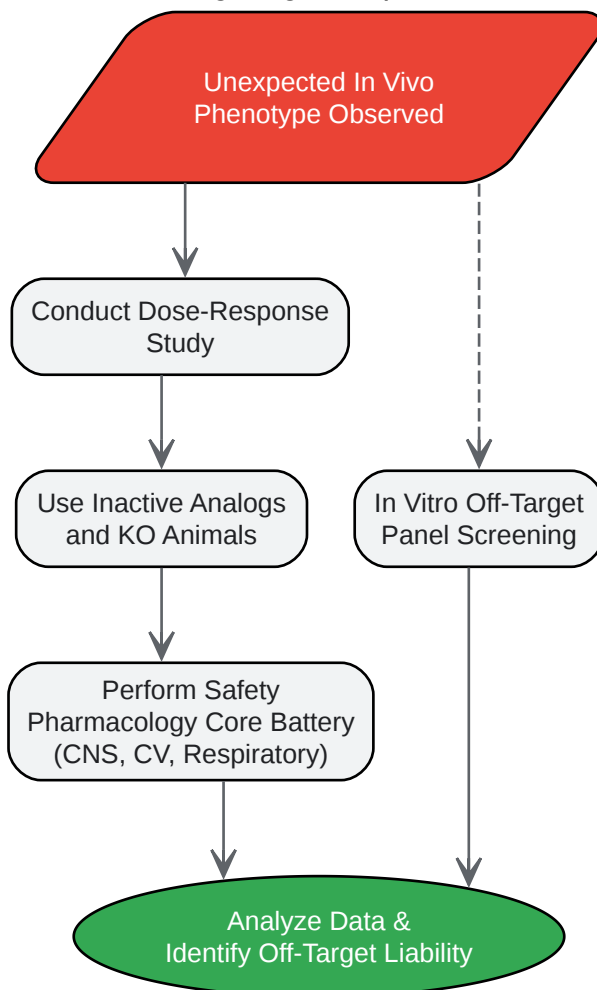 Unexpected In Vivo
Phenotype Observed
Conduct Dose-Response
Study
Use Inactive Analogs
and KO Animals
In Vitro Off-Target
Panel Screening
Perform Safety
Pharmacology Core Battery
(CNS, CV, Respiratory)
Analyze Data &
Identify Off-Target Liability